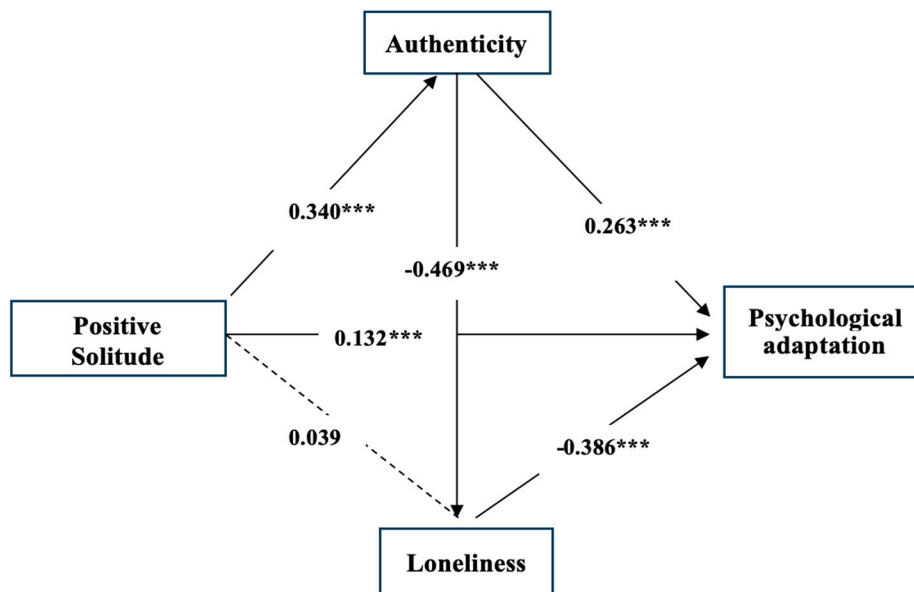 Authenticity
0.340***
0.263***
-0.469***
Positive
Solitude
0.132***
Psychological
adaptation
0.039
-0.386***
Loneliness